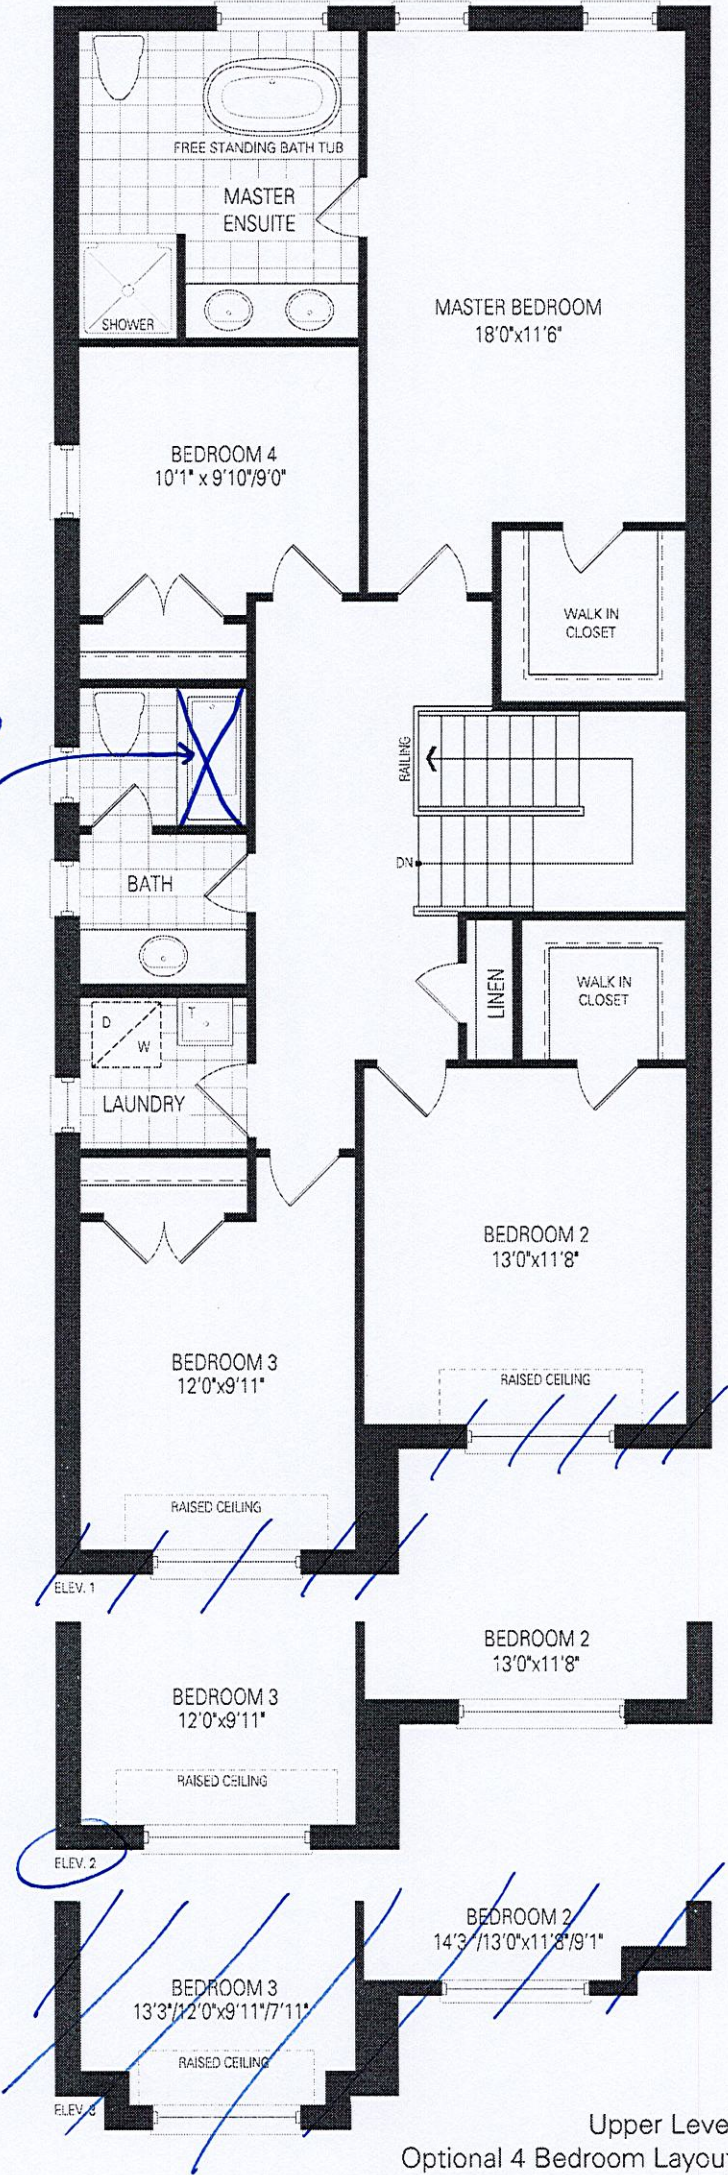 FREE STANDING BATH TUB
MASTER
ENSUITE
SHOWER
MASTER BEDROOM
18'0"x11'6"
BEDROOM 4
10'1" x 9'10"/9'0"
WALK IN
CLOSET
RAILING
DN
BATH
LINEN
WALK IN
CLOSET
D
W
T
LAUNDRY
BEDROOM 2
13'0"x11'8"
RAISED CEILING
BEDROOM 3
12'0"x9'11"
RAISED CEILING
ELEV. 1
BEDROOM 2
13'0"x11'8"
BEDROOM 3
12'0"x9'11"
RAISED CEILING
ELEV. 2
BEDROOM 2
14'3"/13'0"x11'8"/9'1"
BEDROOM 3
13'3"/12'0"x9'11"/7'11"
RAISED CEILING
ELEV. 3
Upper Leve
Optional 4 Bedroom Layout